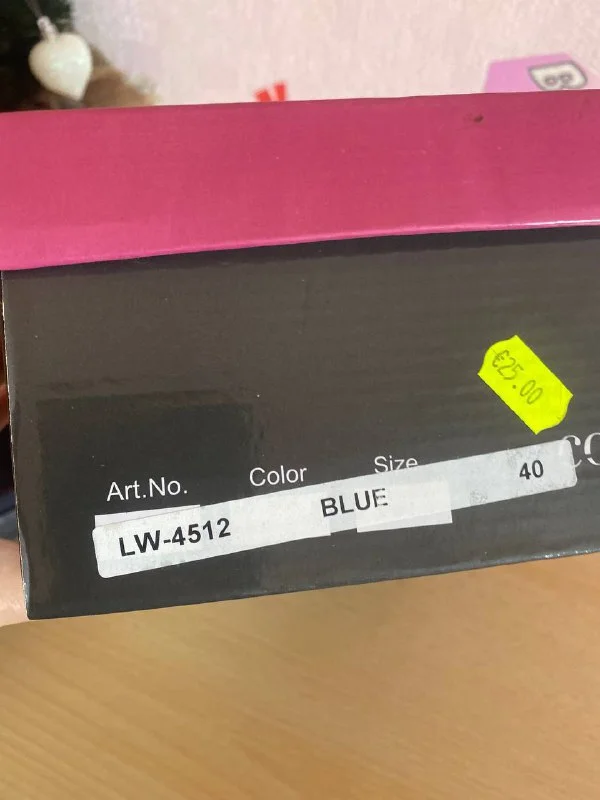 €25.00
Art.No. Color Size
LW-4512 BLUE 40